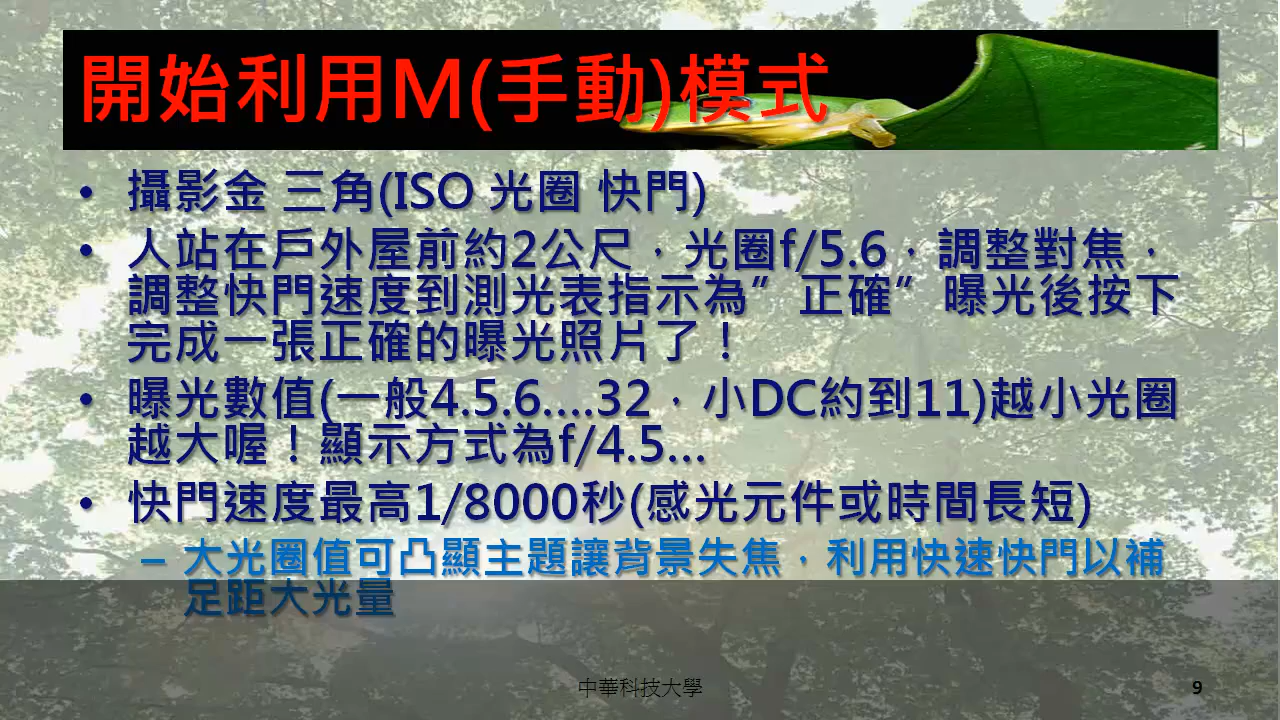 開始利用M(手動)模式
• 攝影金 三角(ISO 光圈 快門)
• 人站在戶外屋前約2公尺，光圈f/5.6，調整對焦，
調整快門速度到測光表指示為”正確”曝光後按下
完成一張正確的曝光照片了！
• 曝光數值(一般4.5.6....32，小DC約到11)越小光圈
越大喔！顯示方式為f/4.5...
• 快門速度最高1/8000秒(感光元件或時間長短)
– 大光圈值可凸顯主題讓背景失焦，利用快速快門以補
足距大光量
中華科技大學
9